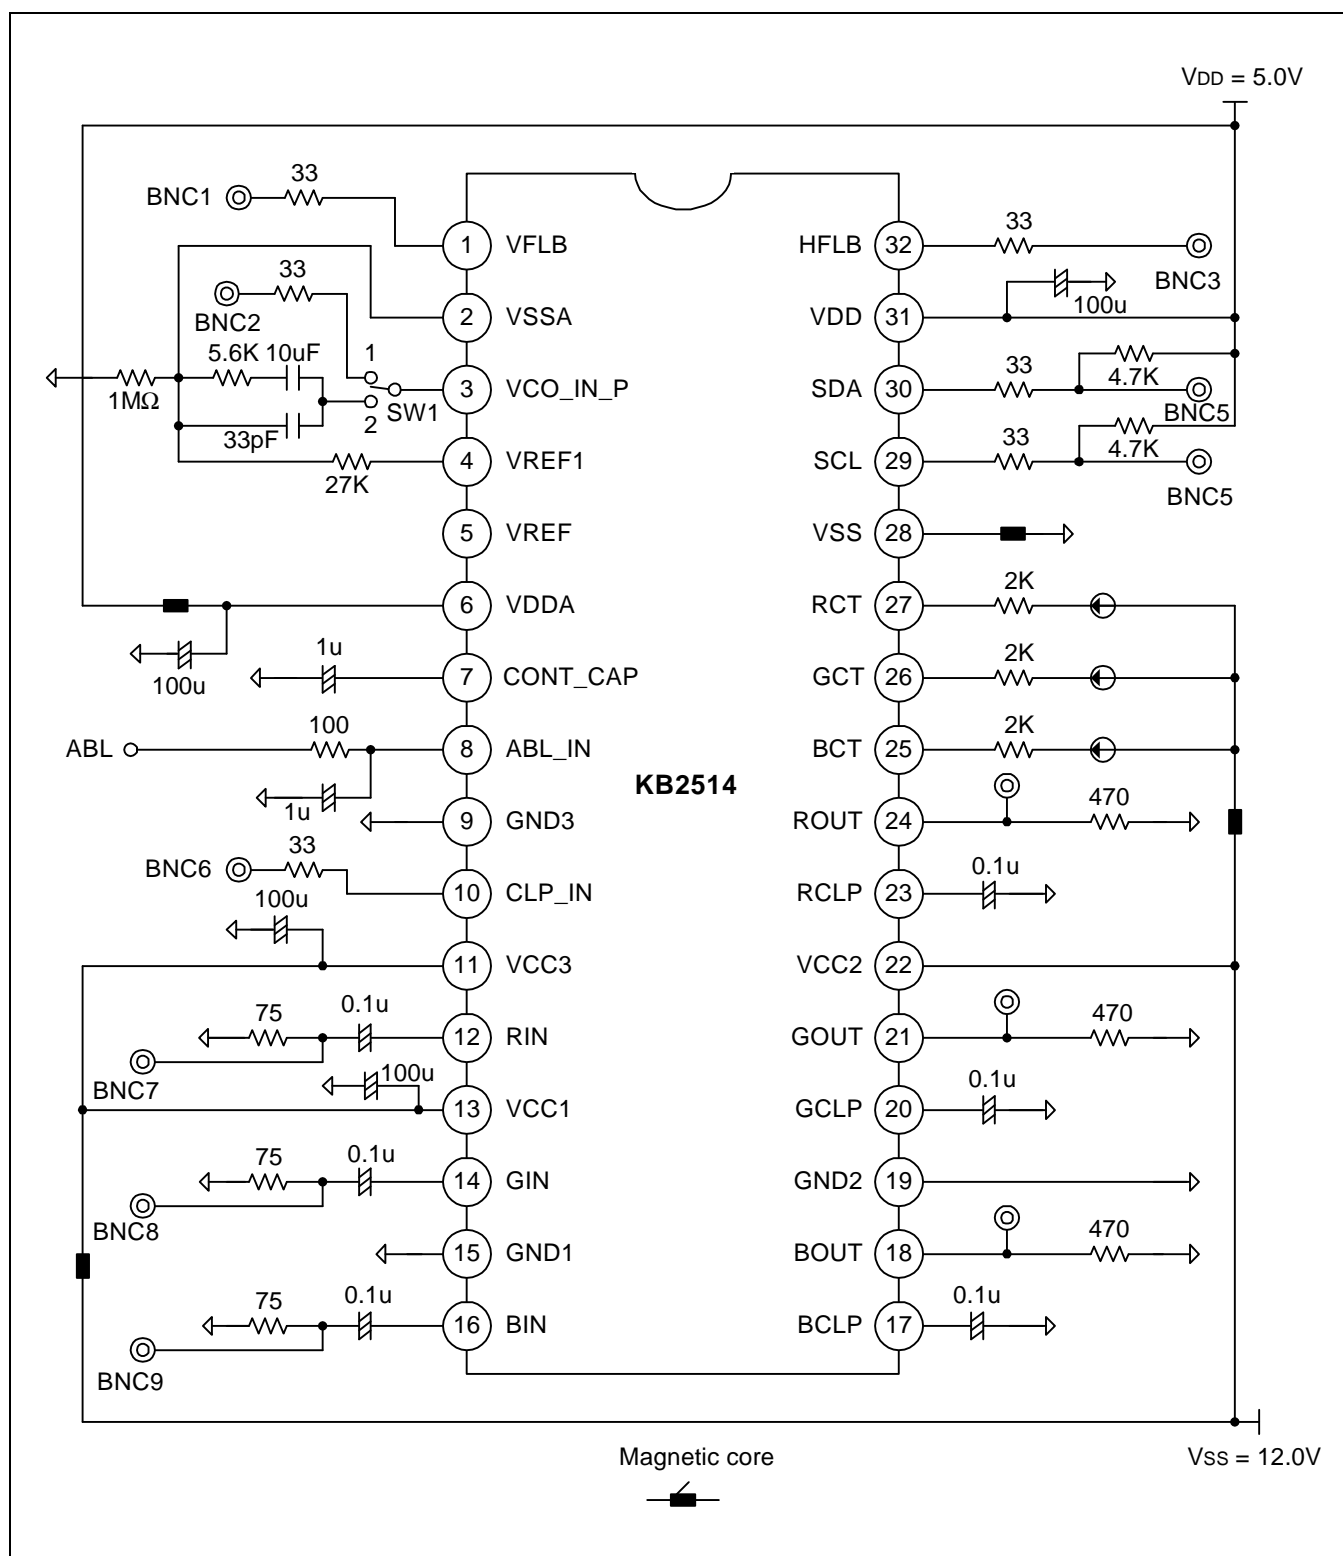 VDD = 5.0V
BNC1
33
1
VFLB
HFLB
32
33
BNC3
33
BNC2
2
VSSA
VDD
31
100u
5.6K
10uF
1
1MΩ
2
SW1
3
VCO_IN_P
SDA
30
33
4.7K
BNC5
33pF
27K
4
VREF1
SCL
29
33
4.7K
BNC5
5
VREF
VSS
28
6
VDDA
RCT
27
2K
100u
1u
7
CONT_CAP
GCT
26
2K
ABL
100
8
ABL_IN
BCT
25
2K
KB2514
1u
9
GND3
ROUT
24
470
BNC6
33
10
CLP_IN
RCLP
23
0.1u
100u
11
VCC3
VCC2
22
75
0.1u
12
RIN
GOUT
21
470
BNC7
100u
13
VCC1
GCLP
20
0.1u
75
0.1u
14
GIN
GND2
19
BNC8
15
GND1
BOUT
18
470
75
0.1u
16
BIN
BCLP
17
0.1u
BNC9
Magnetic core
VSS = 12.0V